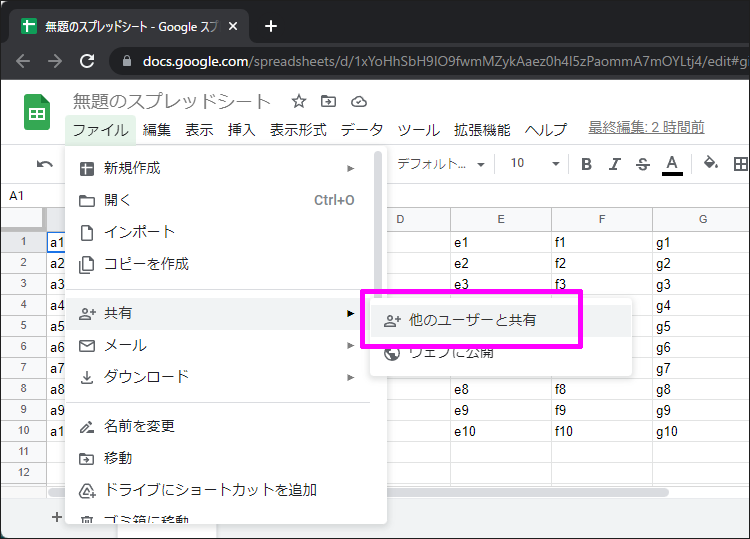 無題のスプレッドシート - Google スプ
docs.google.com/spreadsheets/d/1xYoHhSbH9IO9fwmMZykAaez0h4I5zPaommA7mOYLtj4/edit#g
無題のスプレッドシート
ファイル 編集 表示 挿入 表示形式 データ ツール 拡張機能 ヘルプ 最終編集: 2 時間前
デフォルト... 10 B I S A
A1
D E F G
1 a1 e1 f1 g1
2 a2 e2 f2 g2
3 a3 e3 f3 g3
4 a4 g4
5 a5 g5
6 a6 g6
7 a7 g7
8 a8 e8 f8 g8
9 a9 e9 f9 g9
10 a1 e10 f10 g10
11
12
新規作成
開く Ctrl+O
インポート
コピーを作成
共有
メール
ダウンロード
名前を変更
移動
ドライブにショートカットを追加
ゴミ箱に移動
他のユーザーと共有
ウェブに公開